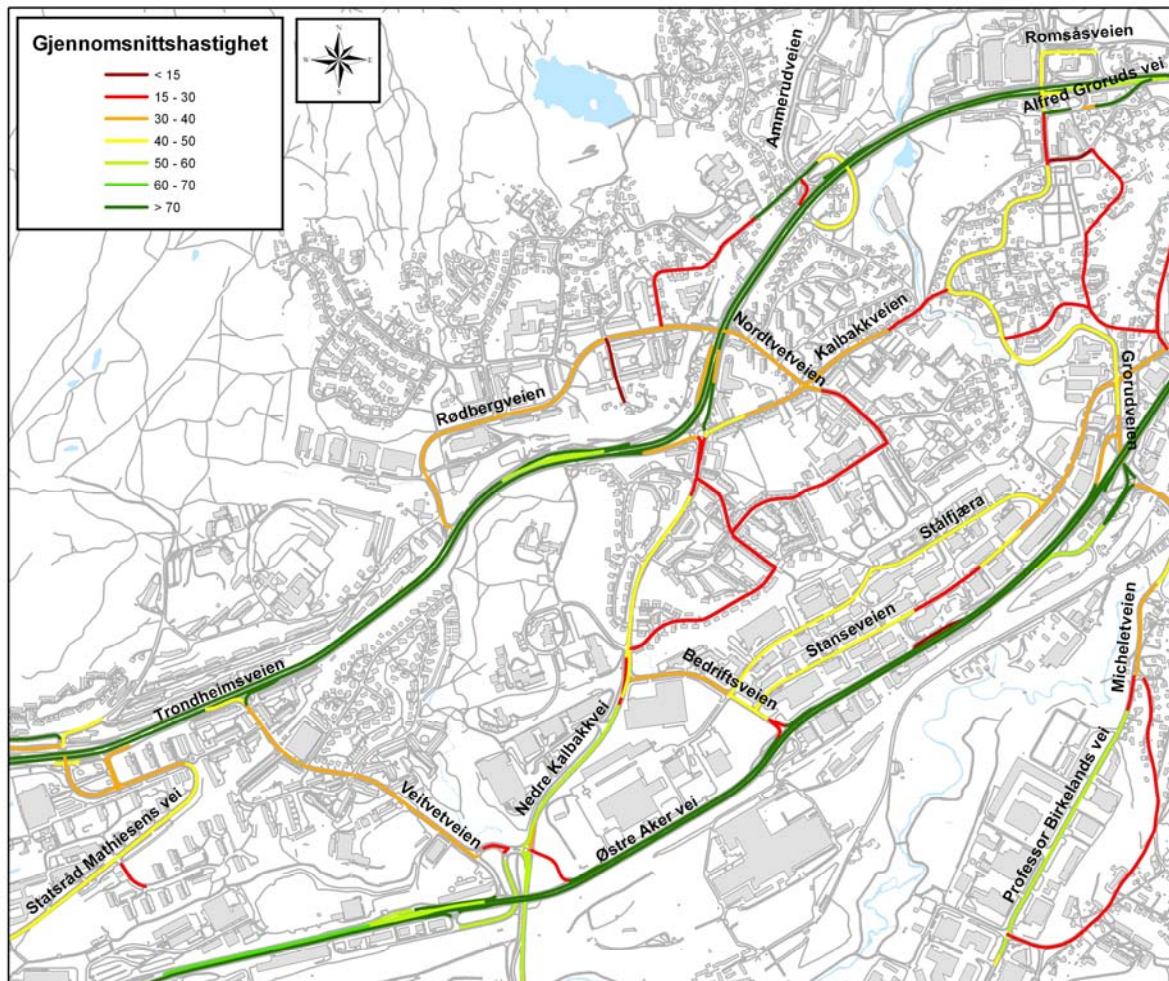 Gjennomsnittshastighet
< 15
15 - 30
30 - 40
40 - 50
50 - 60
60 - 70
> 70
N
W
E
S
Romsåsveien
Alfred Groruds vei
Ammerudveien
Nordtvetveien
Kalbakkveien
Rødbergveien
Grorudveien
Stålfjæra
Stanseveien
Bedriftsveien
Micheletveien
Trondheimsveien
Nedre Kalbakkvei
Professor Birkelands vei
Veitvetveien
Østre Aker vei
Statsråd Mathiesens vei